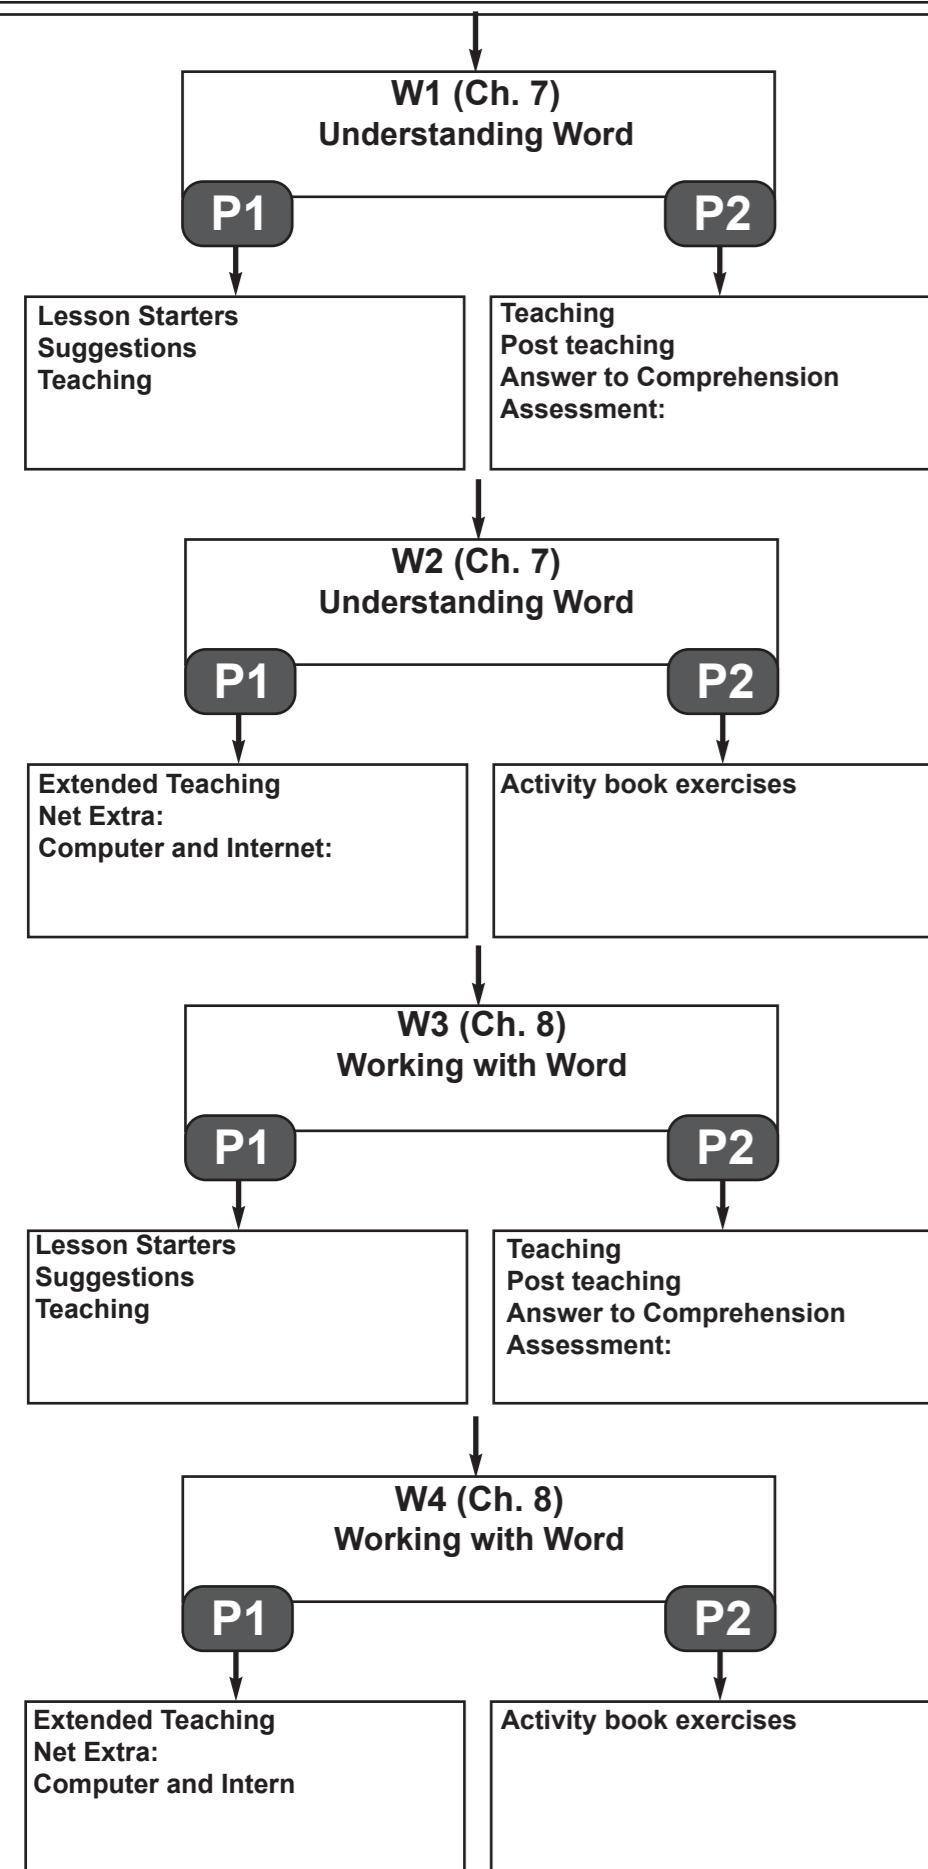 W1 (Ch. 7)
Understanding Word
P1
P2
Lesson Starters
Suggestions
Teaching
Teaching
Post teaching
Answer to Comprehension
Assessment:
W2 (Ch. 7)
Understanding Word
P1
P2
Extended Teaching
Net Extra:
Computer and Internet:
Activity book exercises
W3 (Ch. 8)
Working with Word
P1
P2
Lesson Starters
Suggestions
Teaching
Teaching
Post teaching
Answer to Comprehension
Assessment:
W4 (Ch. 8)
Working with Word
P1
P2
Extended Teaching
Net Extra:
Computer and Intern
Activity book exercises